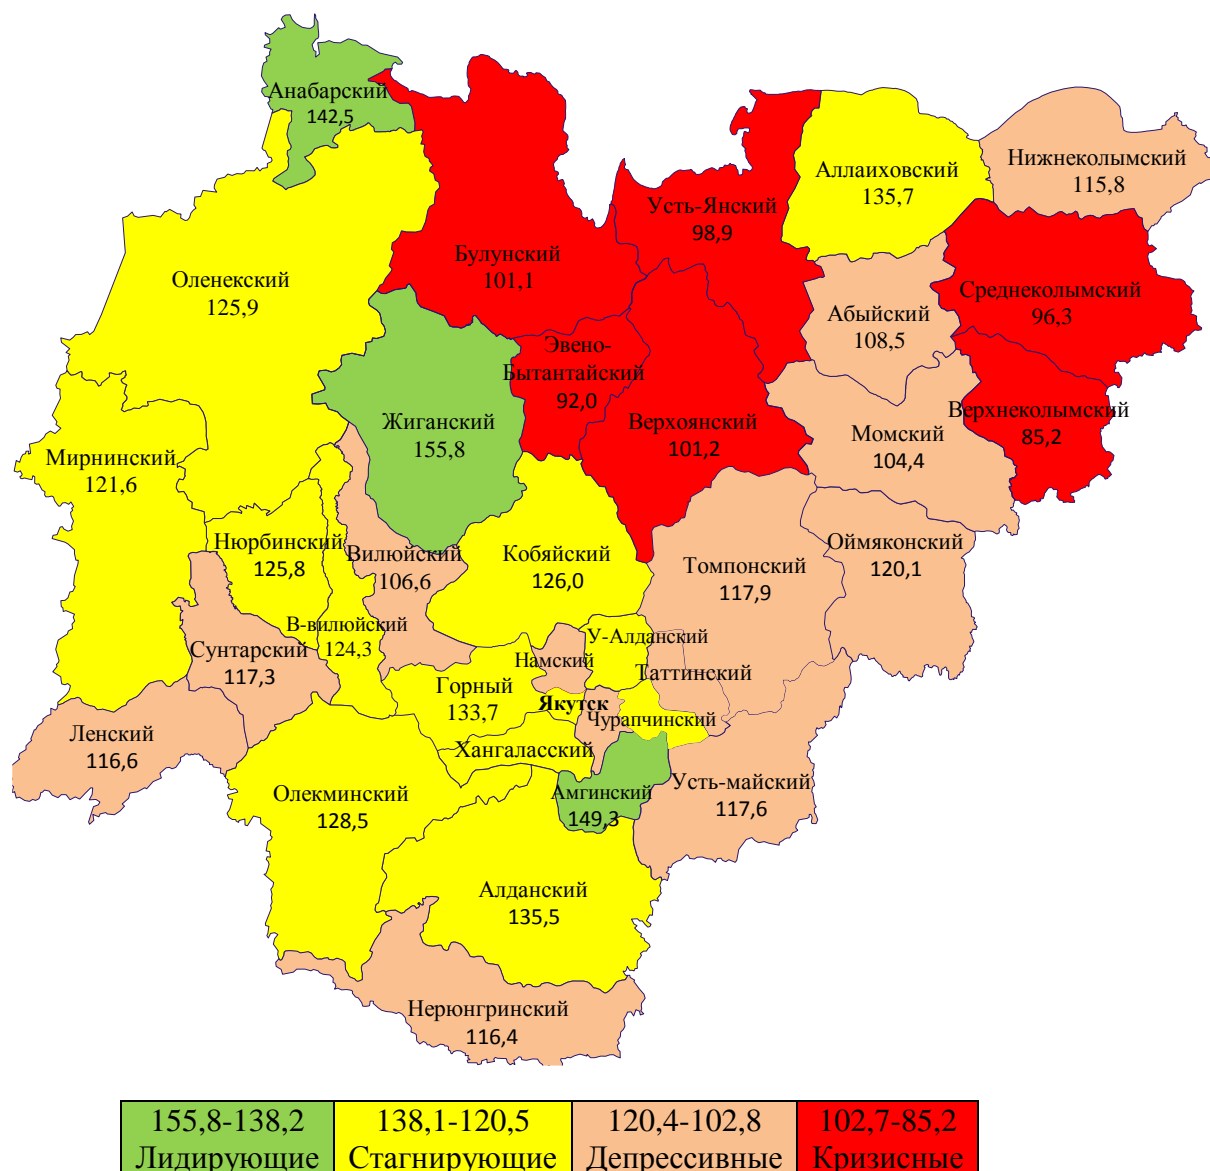 Анабарский
142,5
Нижнеколымский
115,8
Аллаиховский
135,7
Усть-Янский
98,9
Булунский
101,1
Оленекский
125,9
Среднеколымский
96,3
Абыйский
108,5
Эвено-
Бытантайский
92,0
Верхнеколымский
85,2
Жиганский
155,8
Верхоянский
101,2
Момский
104,4
Мирнинский
121,6
Нюрбинский
125,8
Вилюйский
106,6
Кобяйский
126,0
Томпонский
117,9
Оймяконский
120,1
В-вилюйский
124,3
У-Алданский
Сунтарский
117,3
Намский
Таттинский
Горный
133,7
Якутск
Чурапчинский
Ленский
116,6
Хангаласский
Олекминский
128,5
Амгинский
149,3
Усть-майский
117,6
Алданский
135,5
Нерюнгринский
116,4
155,8-138,2
Лидирующие
138,1-120,5
Стагнирующие
120,4-102,8
Депрессивные
102,7-85,2
Кризисные